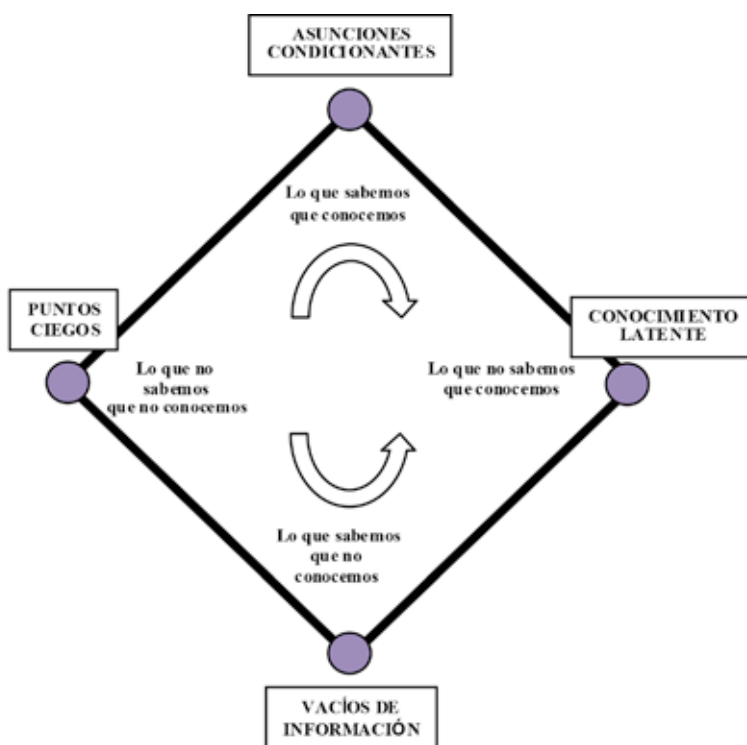 ASUNCIONES
CONDICIONANTES
Lo que sabemos
que conocemos
PUNTOS
CIEGOS
CONOCIMIENTO
LATENTE
Lo que no
sabemos
que no conocemos
Lo que no sabemos
que conocemos
Lo que sabemos
que no
conocemos
VACÍOS DE
INFORMACIÓN